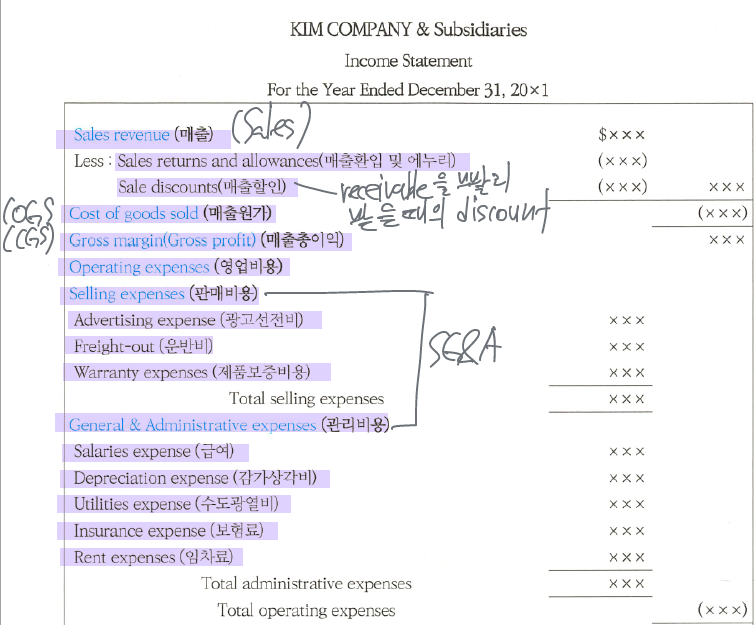 KIM COMPANY & Subsidiaries
Income Statement
For the Year Ended December 31, 20×1
Sales revenue (매출) (Sales) $×××
Less : Sales returns and allowances(매출환입 및 에누리) (×××)
Sale discounts(매출할인) (×××) ×××
receivable을 빨리
받을때의 discount
COGS
(CGS)
Cost of goods sold (매출원가) (×××)
Gross margin(Gross profit) (매출총이익) ×××
Operating expenses (영업비용)
Selling expenses (판매비용)
Advertising expense (광고선전비) ×××
Freight-out (운반비) ×××
SG&A
Warranty expenses (제품보증비용) ×××
Total selling expenses ×××
General & Administrative expenses (관리비용)
Salaries expense (급여) ×××
Depreciation expense (감가상각비) ×××
Utilities expense (수도광열비) ×××
Insurance expense (보험료) ×××
Rent expenses (임차료) ×××
Total administrative expenses ×××
Total operating expenses (×××)